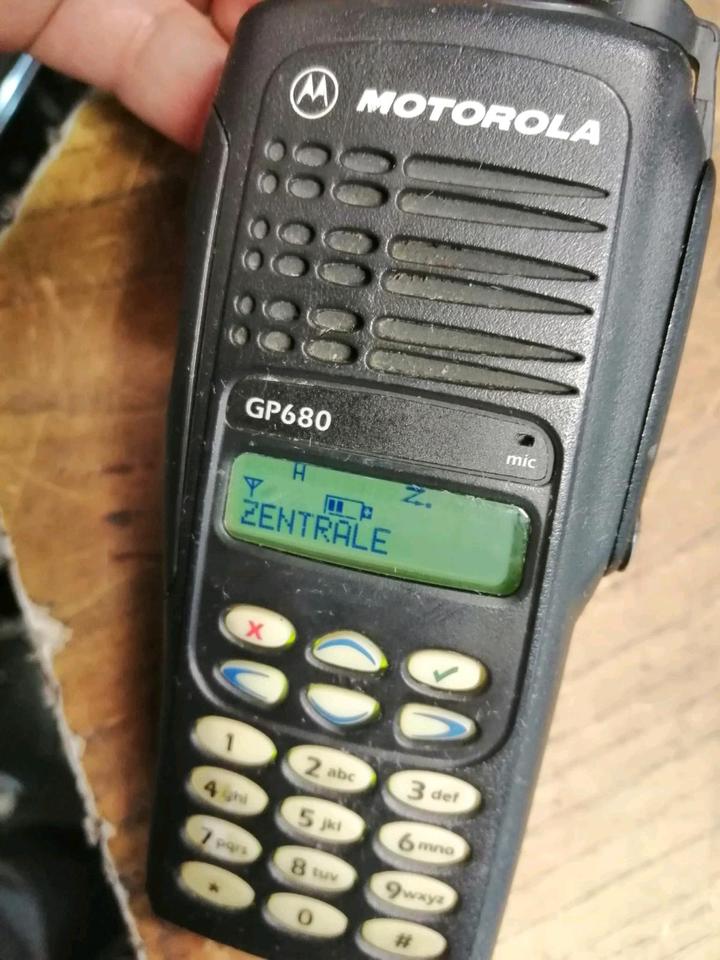 MOTOROLA
GP680
mic
H Z.
ZENTRALE
X
1 2 abc 3 def
4 ghi 5 jkl 6 mno
7 pqrs 8 tuv 9 wxyz
* 0 #